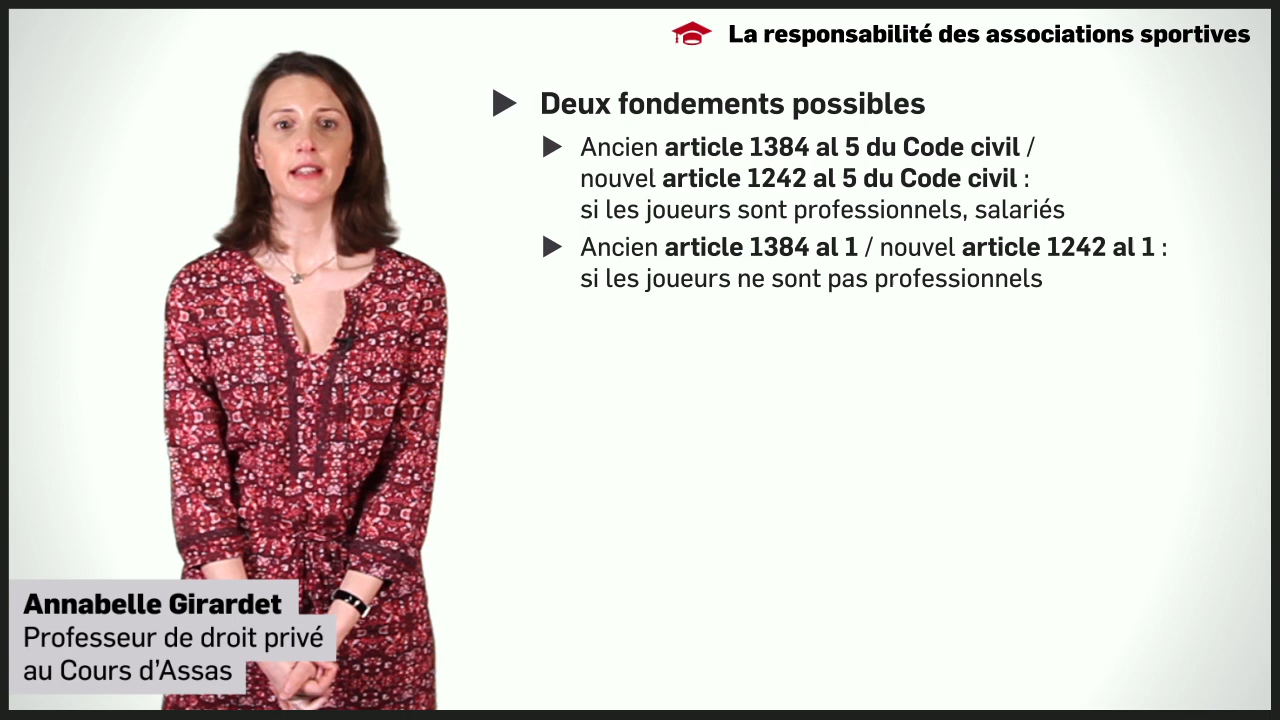 La responsabilité des associations sportives
Deux fondements possibles
Ancien article 1384 al 5 du Code civil /
nouvel article 1242 al 5 du Code civil :
si les joueurs sont professionnels, salariés
Ancien article 1384 al 1 / nouvel article 1242 al 1 :
si les joueurs ne sont pas professionnels
Annabelle Girardet
Professeur de droit privé
au Cours d’Assas